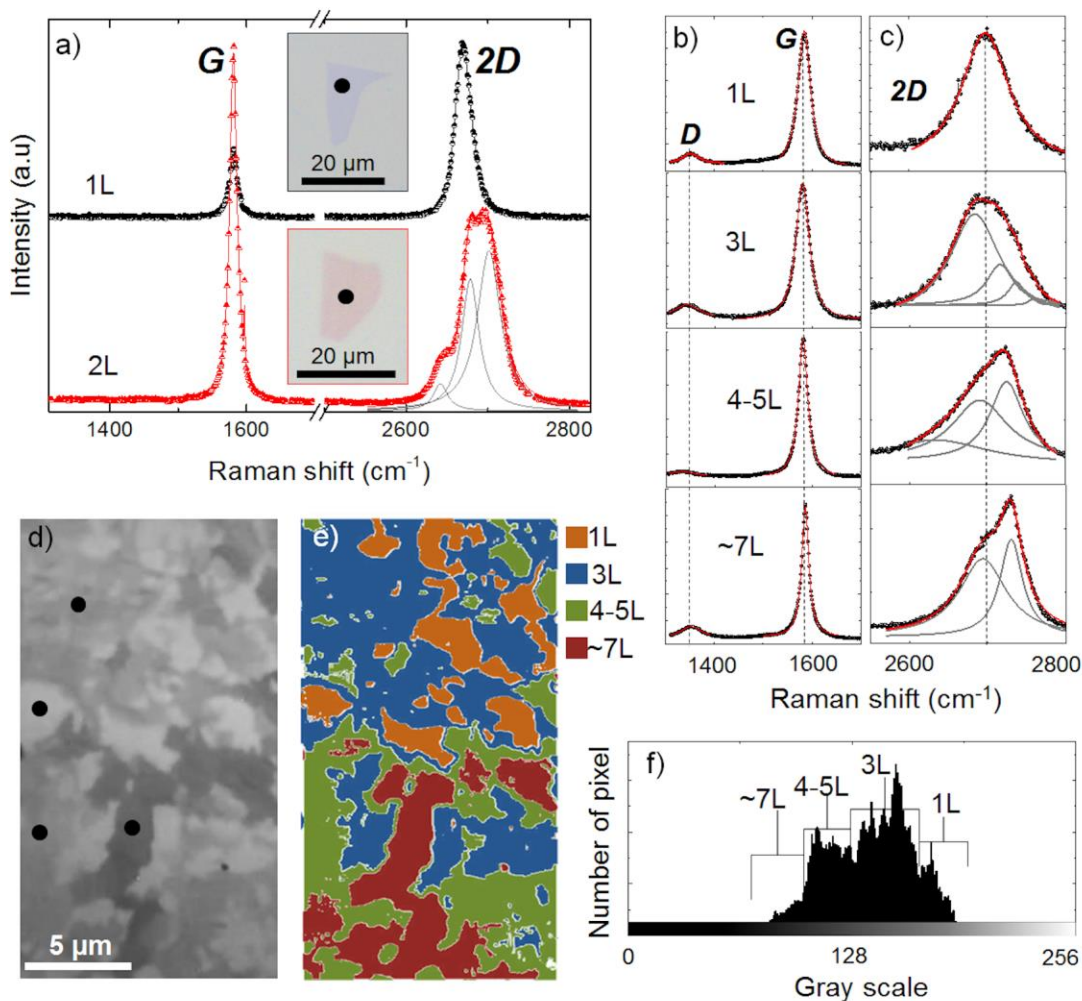 a)
G
2D
1L
20 µm
2L
20 µm
Intensity (a.u)
1400
1600
2600
2800
Raman shift (cm-1)
b)
G
1L
D
3L
4-5L
~7L
1400
1600
c)
2D
2600
2800
Raman shift (cm-1)
d)
5 µm
e)
1L
3L
4-5L
~7L
f)
3L
4-5L
~7L
1L
Number of pixel
0
128
256
Gray scale